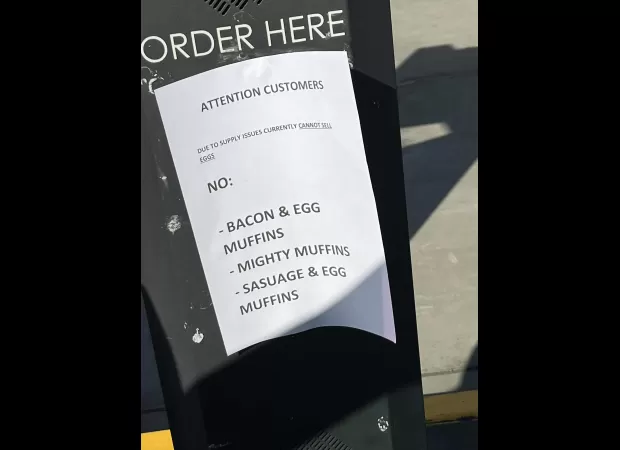 ORDER HERE
ATTENTION CUSTOMERS
DUE TO SUPPLY ISSUES CURRENTLY CANNOT SELL
EGGS
NO:
- BACON & EGG
MUFFINS
- MIGHTY MUFFINS
- SASUAGE & EGG
MUFFINS